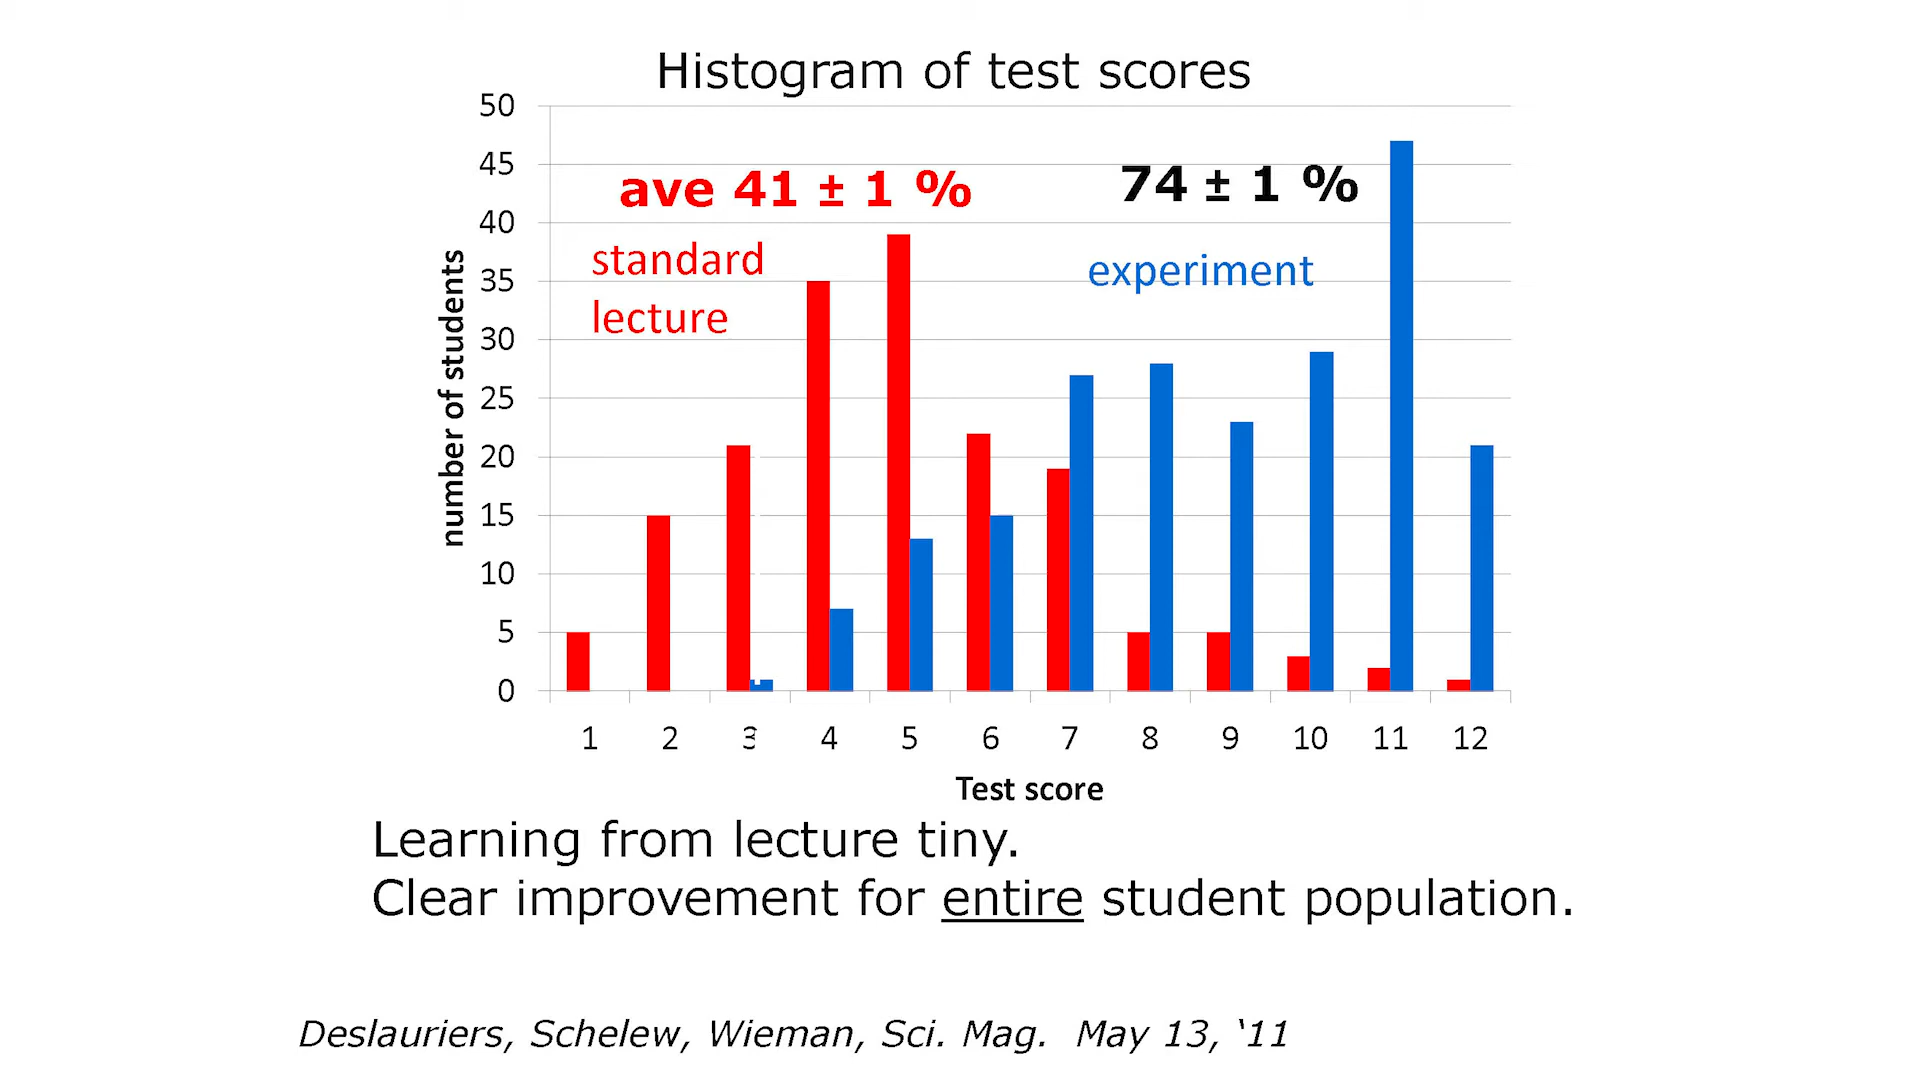 Histogram of test scores
50
45
40
35
30
25
20
15
10
5
0
number of students
ave 41 ± 1 %
74 ± 1 %
standard
lecture
experiment
1 2 3 4 5 6 7 8 9 10 11 12
Test score
Learning from lecture tiny.
Clear improvement for entire student population.
Deslauriers, Schelew, Wieman, Sci. Mag. May 13, ‘11